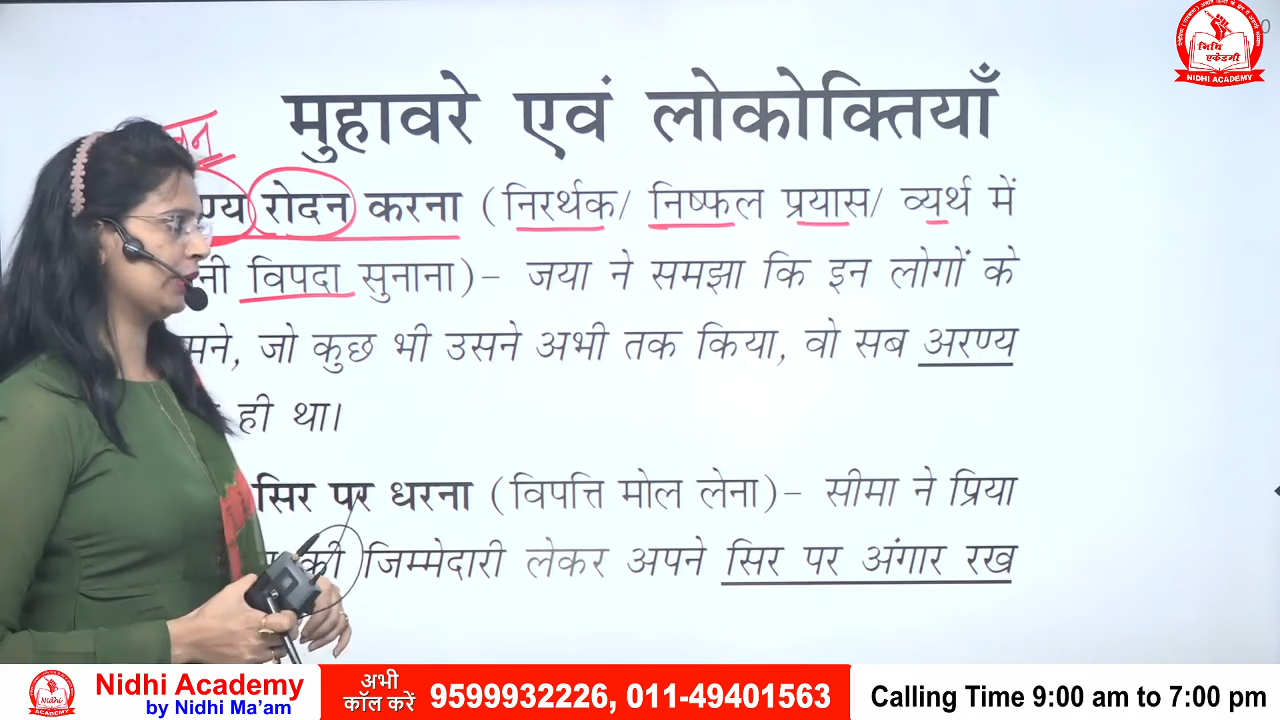 मुहावरे एवं लोकोक्तियाँ
रोदन करना (निरर्थक/ निष्फल प्रयास/ व्यर्थ में
विपदा सुनाना)- जया ने समझा कि इन लोगों के
जो कुछ भी उसने अभी तक किया, वो सब अरण्य
ही था।
सिर पर धरना (विपत्ति मोल लेना)- सीमा ने प्रिया
की जिम्मेदारी लेकर अपने सिर पर अंगार रख
निधि
एकेडमी
NIDHI ACADEMY
Nidhi Academy
by Nidhi Ma'am
अभी
कॉल करें
9599932226, 011-49401563
Calling Time 9:00 am to 7:00 pm